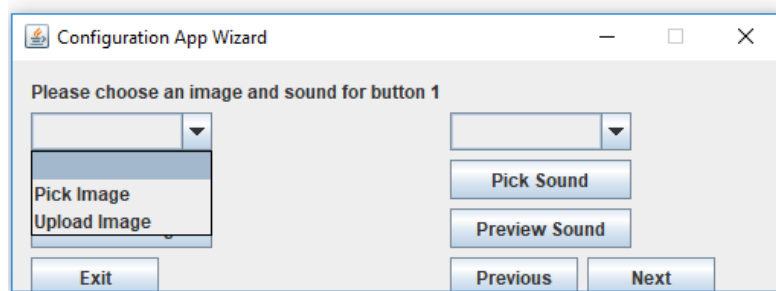 Configuration App Wizard
Please choose an image and sound for button 1
Pick Image
Pick Sound
Upload Image
Preview Sound
Exit
Previous
Next